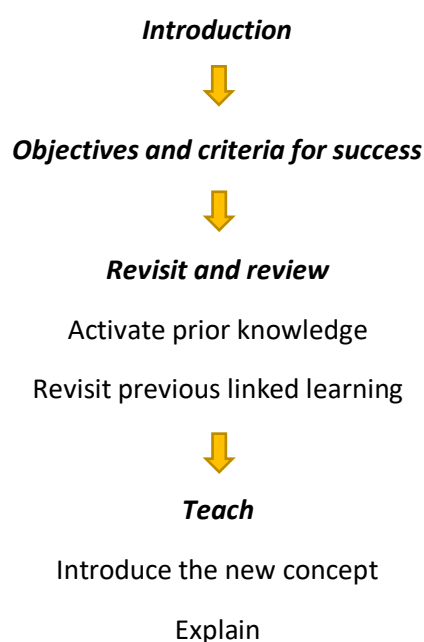 Introduction
Objectives and criteria for success
Revisit and review
Activate prior knowledge
Revisit previous linked learning
Teach
Introduce the new concept
Explain